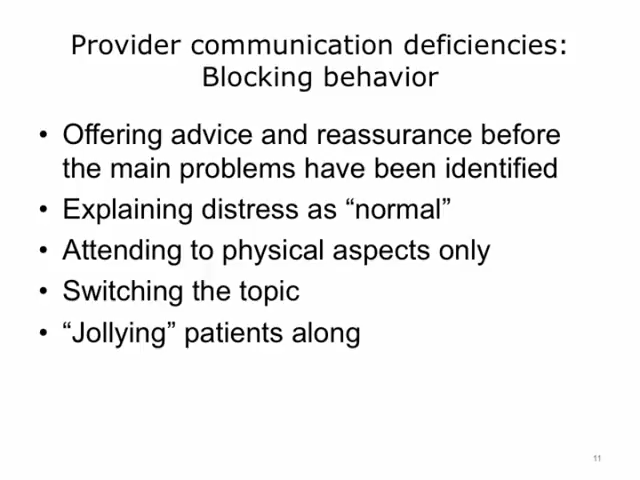 Provider communication deficiencies:
Blocking behavior
• Offering advice and reassurance before
the main problems have been identified
• Explaining distress as “normal”
• Attending to physical aspects only
• Switching the topic
• “Jollying” patients along
11